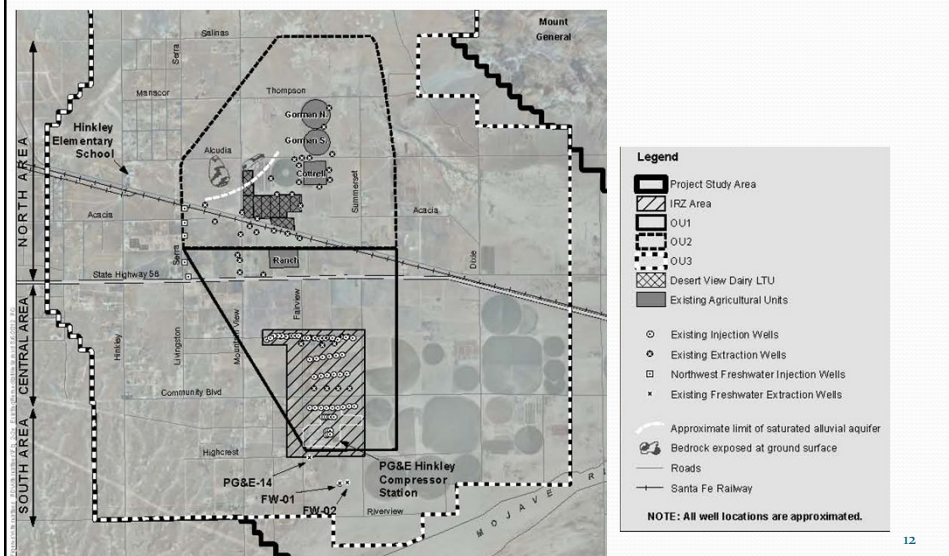 Mount
General
Salinas
Serra
Manacor
Thompson
Gorman N.
Gorman S.
Hinkley
Elementary
School
Alcudia
Cottrell
Summerset
NORTH AREA
Acacia
Acacia
Serra
Ranch
Dixie
State Highway 58
CENTRAL AREA
Hinkley
Livingston
Mountain View
Fairview
Community Blvd
SOUTH AREA
Highcrest
PG&E Hinkley
Compressor
Station
PG&E-14
FW-01
FW-02
Riverview
MOJAVE
Legend
Project Study Area
IRZ Area
OU1
OU2
OU3
Desert View Dairy LTU
Existing Agricultural Units
Existing Injection Wells
Existing Extraction Wells
Northwest Freshwater Injection Wells
Existing Freshwater Extraction Wells
Approximate limit of saturated alluvial aquifer
Bedrock exposed at ground surface
Roads
Santa Fe Railway
NOTE: All well locations are approximated.
12